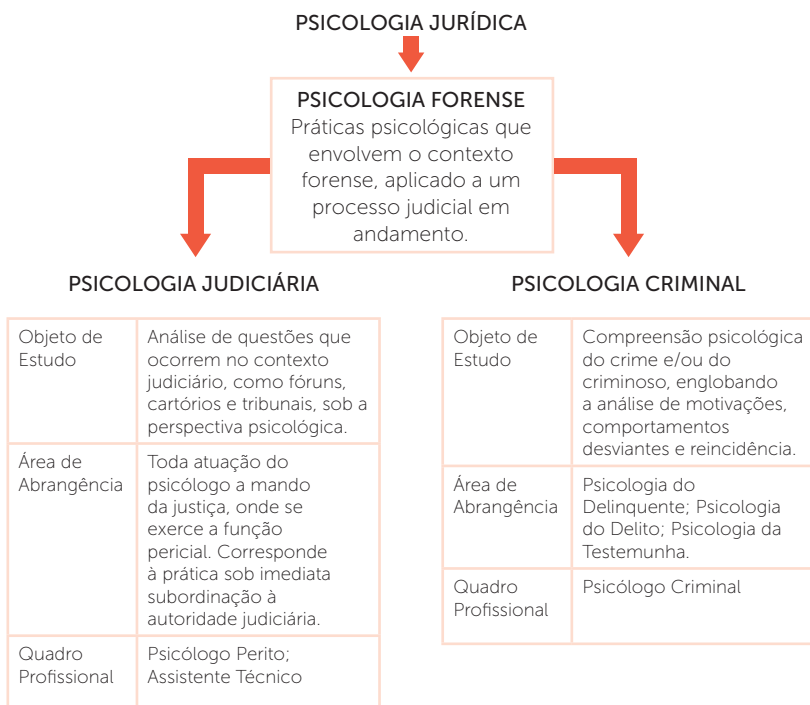 PSICOLOGIA JURÍDICA
PSICOLOGIA FORENSE
Práticas psicológicas que
envolvem o contexto
forense, aplicado a um
processo judicial em
andamento.
PSICOLOGIA JUDICIÁRIA
Objeto de
Estudo
Análise de questões que
ocorrem no contexto
judiciário, como fóruns,
cartórios e tribunais, sob a
perspectiva psicológica.
Área de
Abrangência
Toda atuação do
psicólogo a mando
da justiça, onde se
exerce a função
pericial. Corresponde
à prática sob imediata
subordinação à
autoridade judiciária.
Quadro
Profissional
Psicólogo Perito;
Assistente Técnico
PSICOLOGIA CRIMINAL
Objeto de
Estudo
Compreensão psicológica
do crime e/ou do
criminoso, englobando
a análise de motivações,
comportamentos
desviantes e reincidência.
Área de
Abrangência
Psicologia do
Delinquente; Psicologia
do Delito; Psicologia da
Testemunha.
Quadro
Profissional
Psicólogo Criminal